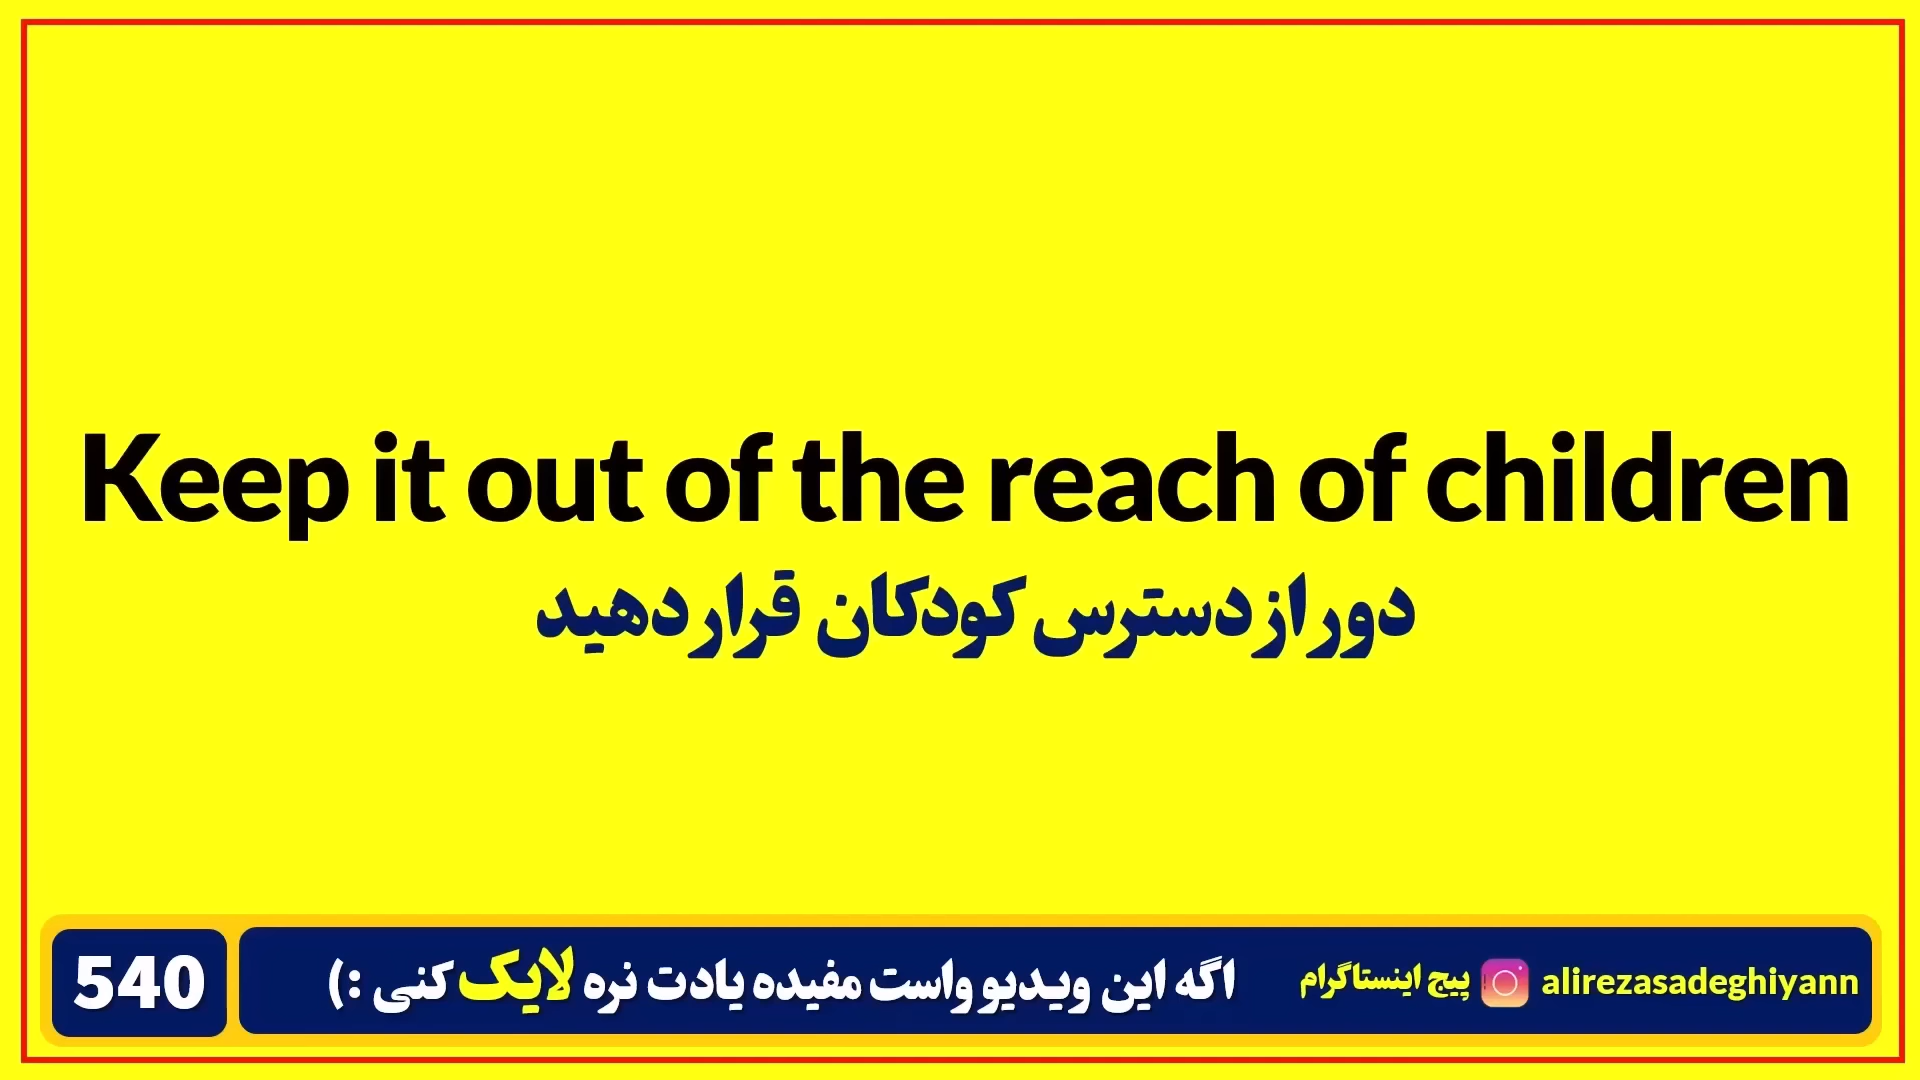 Keep it out of the reach of children
دور از دسترس کودکان قرار دهید
540
اگه این ویدیو واست مفیده یادت نره لایک کنی :)
پیج اینستاگرام alirezasadeghiyann